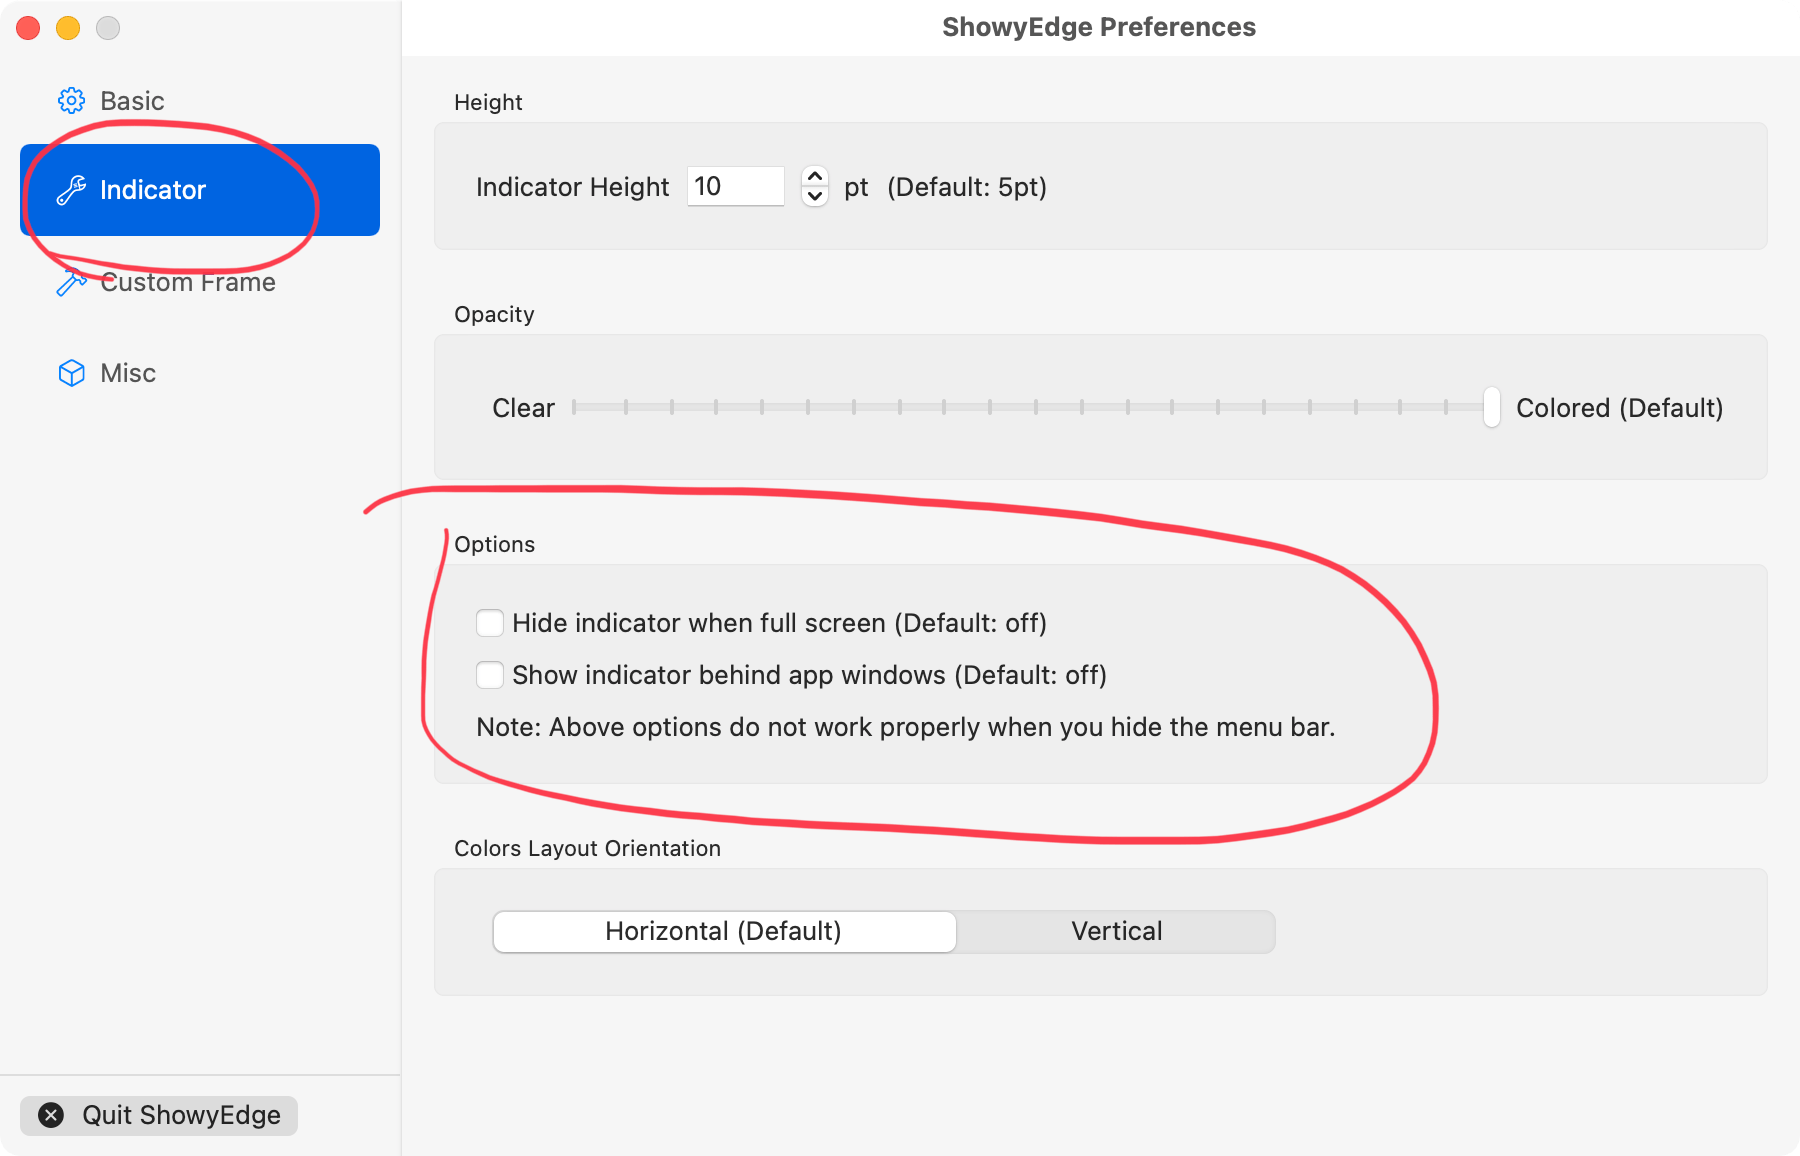 ShowyEdge Preferences
Basic
Indicator
Custom Frame
Misc
Quit ShowyEdge
Height
Indicator Height 10 pt (Default: 5pt)
Opacity
Clear Colored (Default)
Options
Hide indicator when full screen (Default: off)
Show indicator behind app windows (Default: off)
Note: Above options do not work properly when you hide the menu bar.
Colors Layout Orientation
Horizontal (Default) Vertical